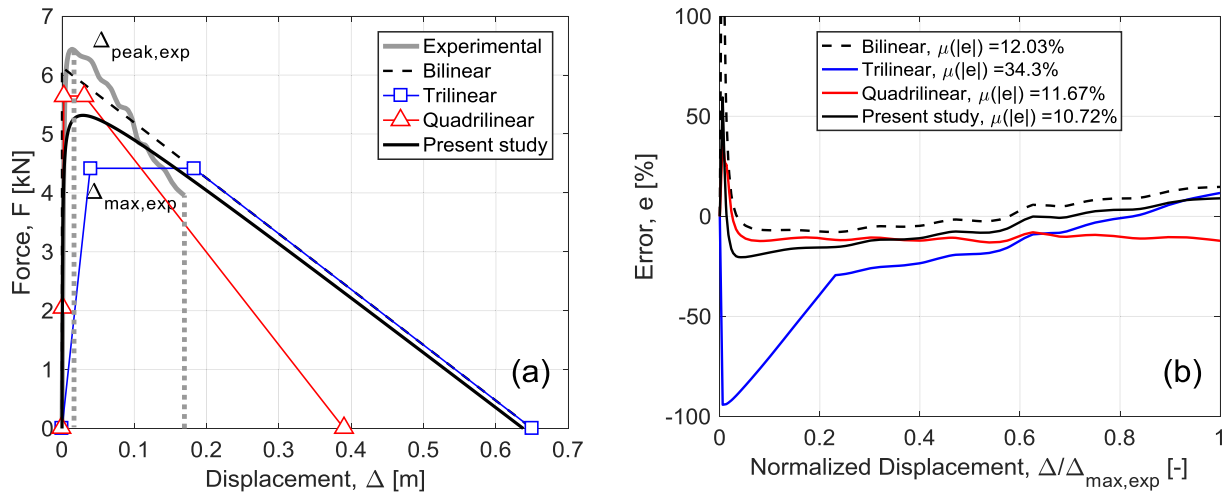 7
6
5
4
3
2
1
0
Force, F [kN]
Δpeak,exp
Δmax,exp
Experimental
Bilinear
Trilinear
Quadrilinear
Present study
(a)
0 0.1 0.2 0.3 0.4 0.5 0.6 0.7
Displacement, Δ [m]
100
50
0
-50
-100
Error, e [%]
Bilinear, μ(|e|) =12.03%
Trilinear, μ(|e|) =34.3%
Quadrilinear, μ(|e|) =11.67%
Present study, μ(|e|) =10.72%
(b)
0 0.2 0.4 0.6 0.8 1
Normalized Displacement, Δ/Δmax,exp [-]